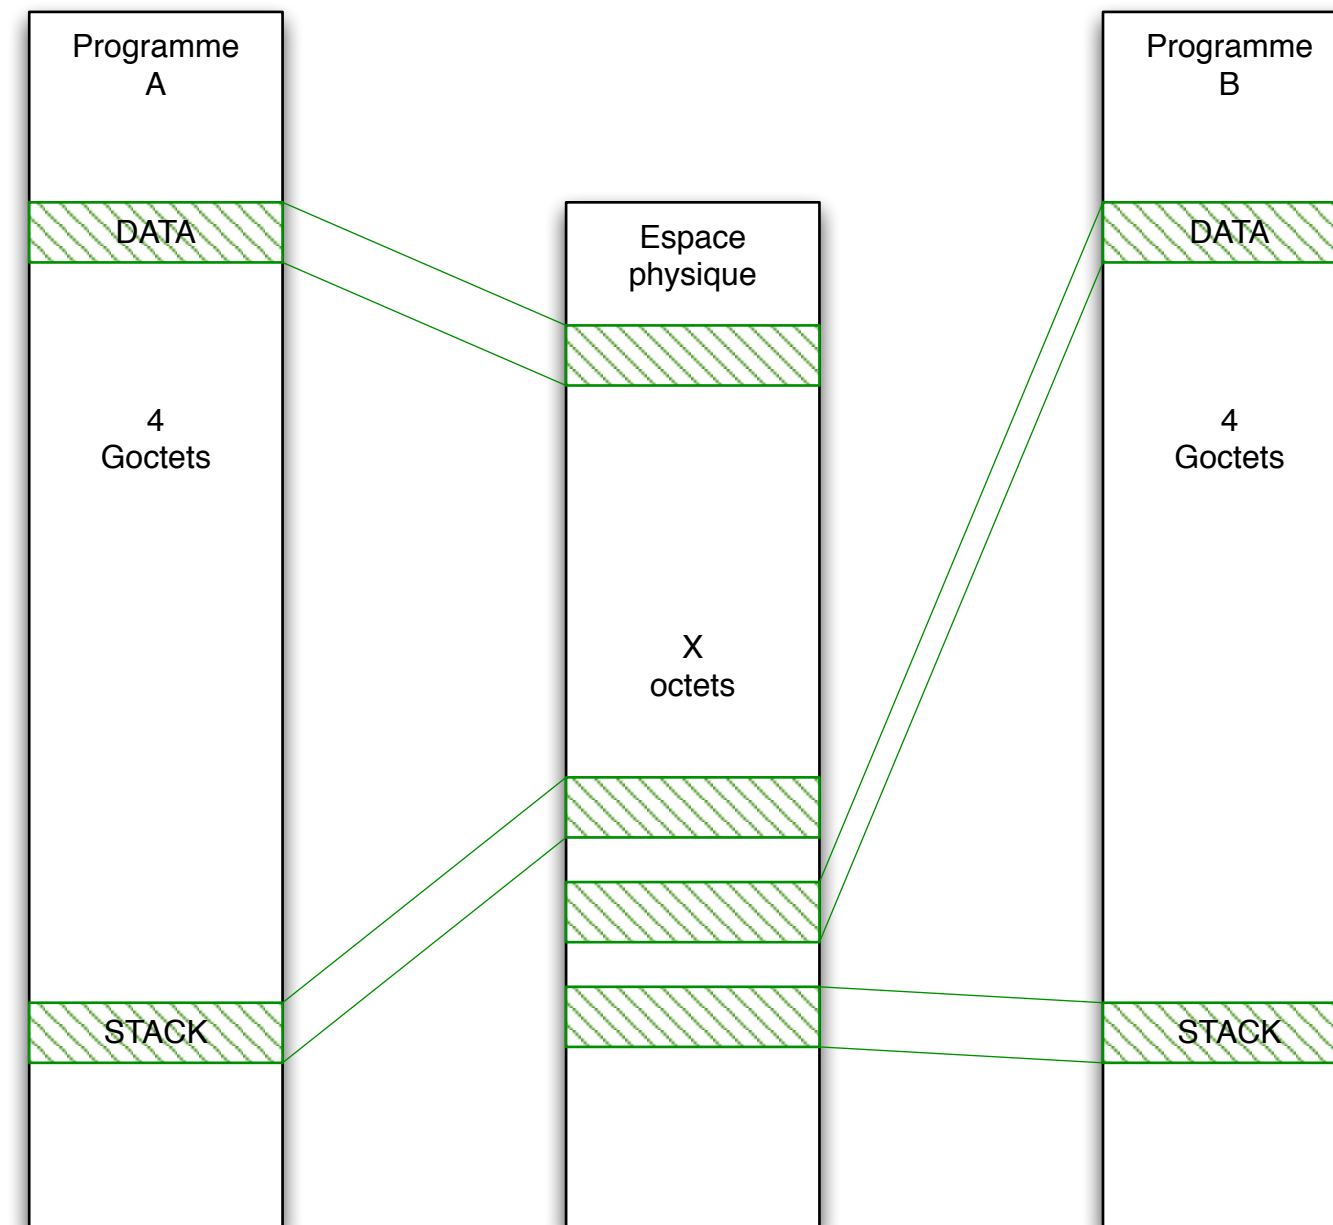 Programme
A
DATA
4
Goctets
STACK
Espace
physique
X
octets
Programme
B
DATA
4
Goctets
STACK